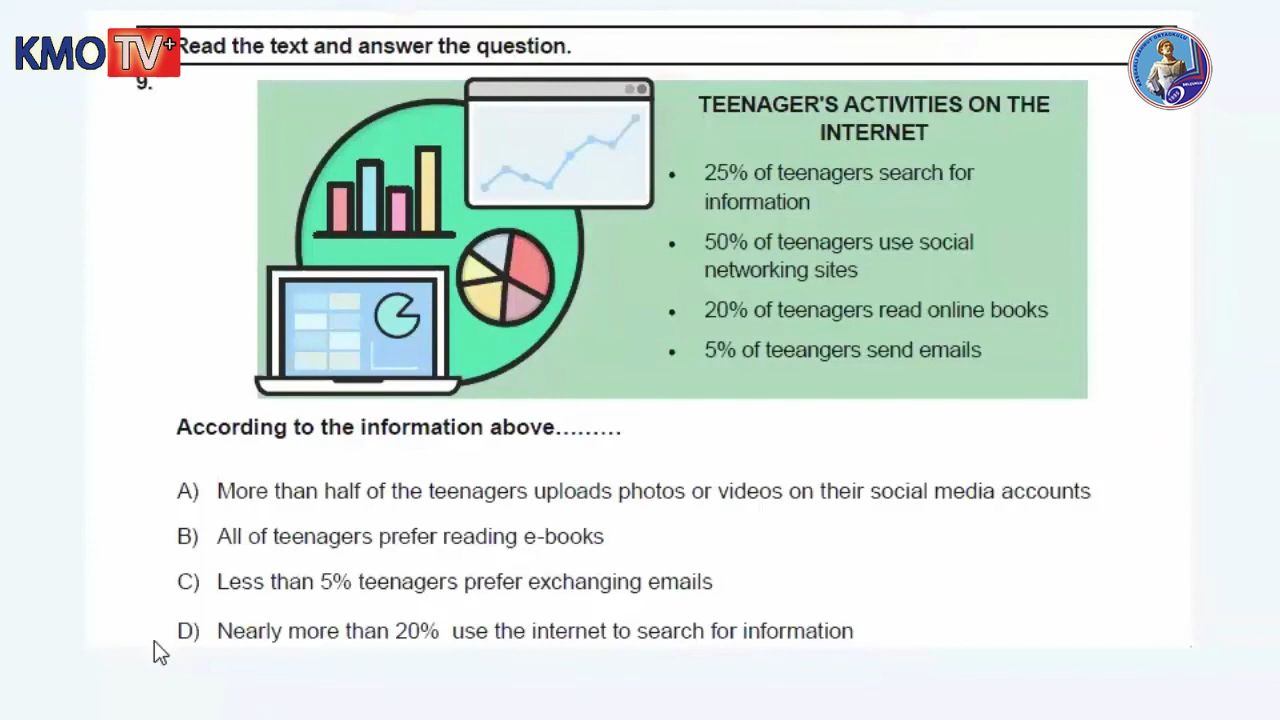 KMO TV+
Read the text and answer the question.
9.
TEENAGER'S ACTIVITIES ON THE
INTERNET
• 25% of teenagers search for
information
• 50% of teenagers use social
networking sites
• 20% of teenagers read online books
• 5% of teeangers send emails
According to the information above………
A) More than half of the teenagers uploads photos or videos on their social media accounts
B) All of teenagers prefer reading e-books
C) Less than 5% teenagers prefer exchanging emails
D) Nearly more than 20%  use the internet to search for information